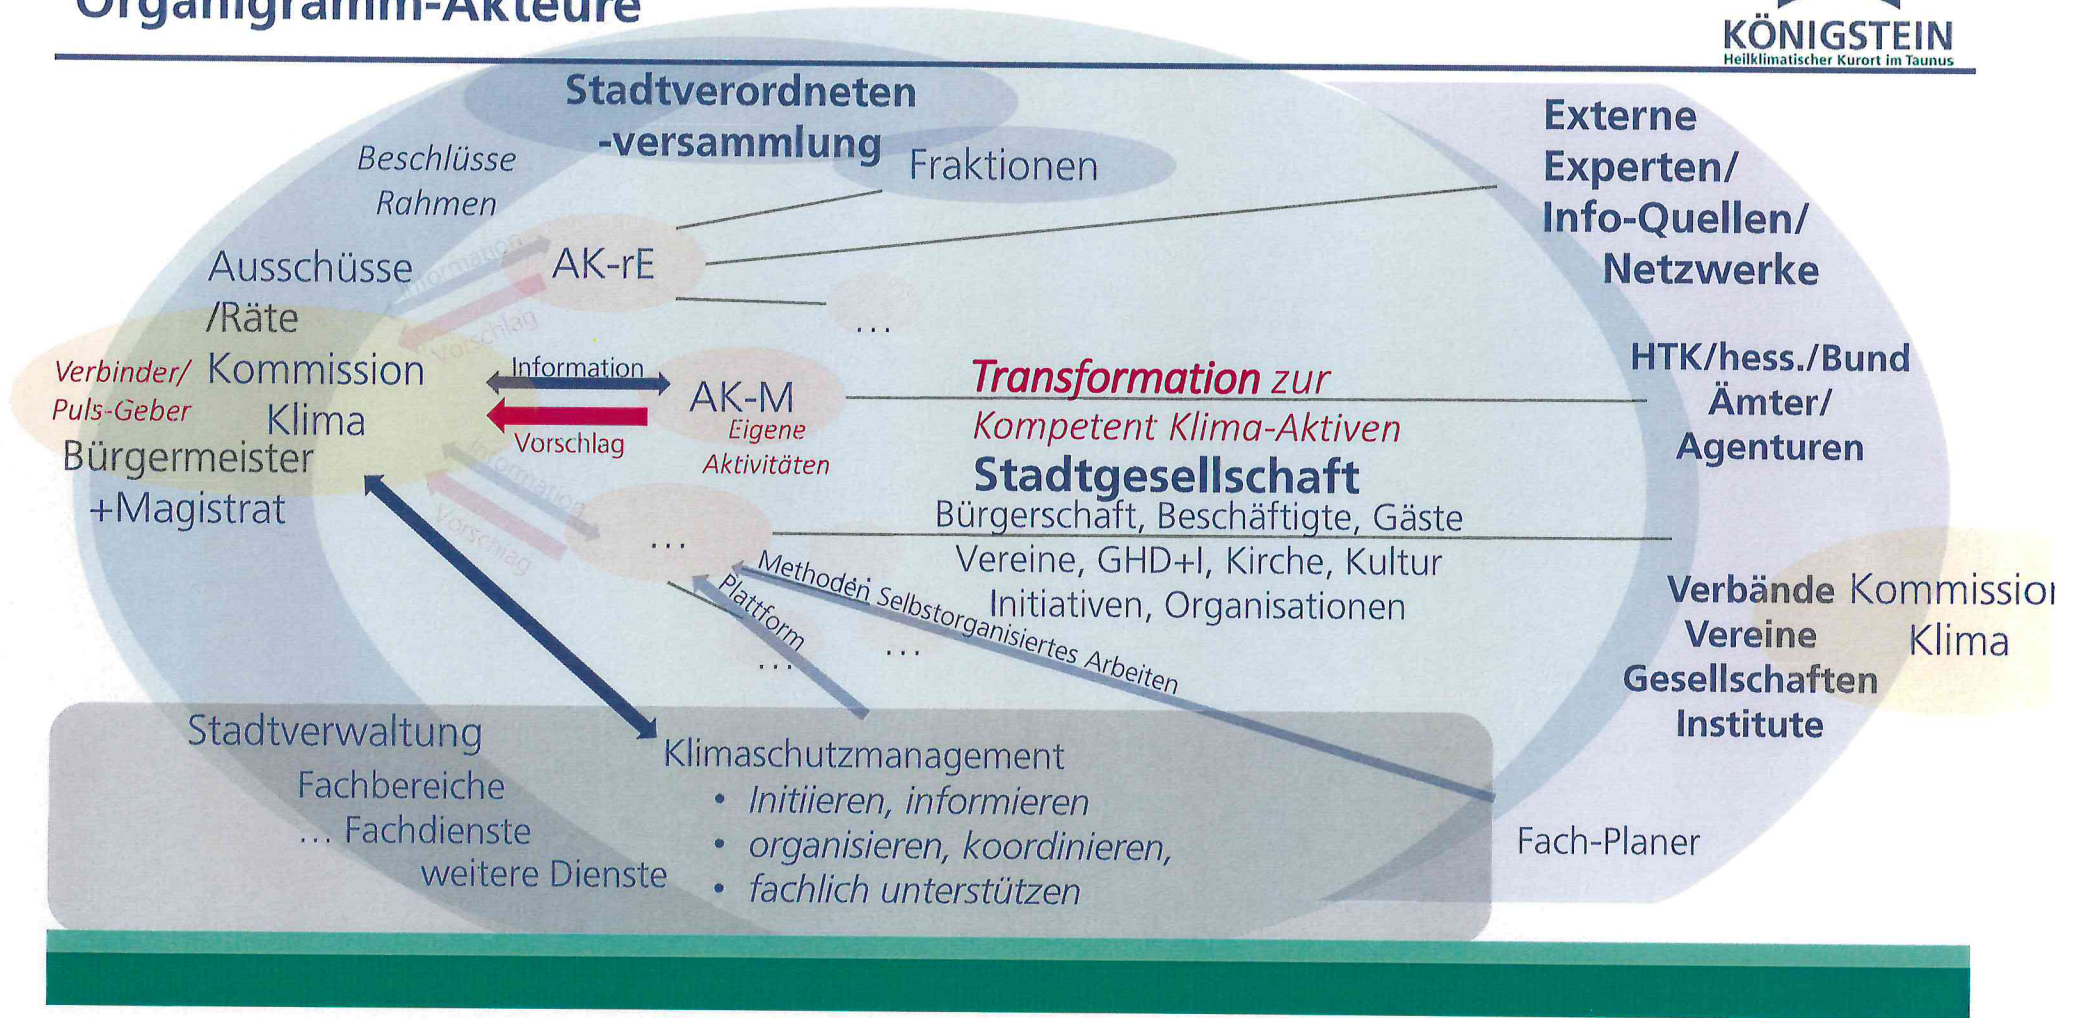 Organigramm-Akteure
KÖNIGSTEIN
Heilklimatischer Kurort im Taunus
Stadtverordneten
-versammlung
Fraktionen
Beschlüsse
Rahmen
Ausschüsse
/Räte
Kommission
Klima
Verbinder/
Puls-Geber
Bürgermeister
+Magistrat
Information
Vorschlag
AK-rE
...
Information
Vorschlag
AK-M
Eigene
Aktivitäten
Information
Vorschlag
...
Transformation zur
Kompetent Klima-Aktiven
Stadtgesellschaft
Bürgerschaft, Beschäftigte, Gäste
Vereine, GHD+I, Kirche, Kultur
Initiativen, Organisationen
Methoden Selbstorganisiertes Arbeiten
Plattform
...
...
Externe
Experten/
Info-Quellen/
Netzwerke
HTK/hess./Bund
Ämter/
Agenturen
Verbände
Vereine
Gesellschaften
Institute
Kommission
Klima
Fach-Planer
Stadtverwaltung
Fachbereiche
... Fachdienste
weitere Dienste
Klimaschutzmanagement
• Initiieren, informieren
• organisieren, koordinieren,
• fachlich unterstützen